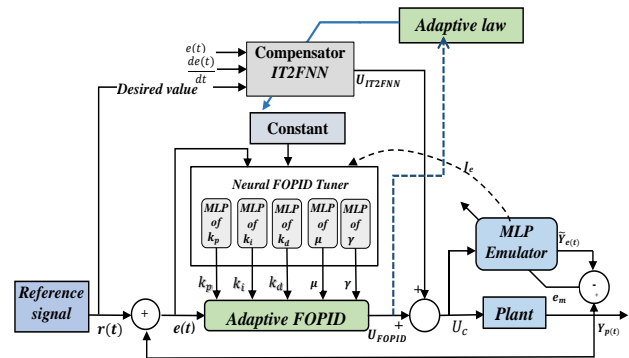 Adaptive law
e(t)
de(t)
dt
Desired value
Compensator
IT2FNN
U_IT2FNN
Constant
J_e
Neural FOPID Tuner
MLP of k_p
MLP of k_i
MLP of k_d
MLP of μ
MLP of γ
k_p k_i k_d μ γ
MLP
Emulator
Ỹ_e(t)
-
+
e_m
Reference
signal
r(t)
+
e(t)
Adaptive FOPID
U_FOPID
+
+
U_C
Plant
Y_p(t)